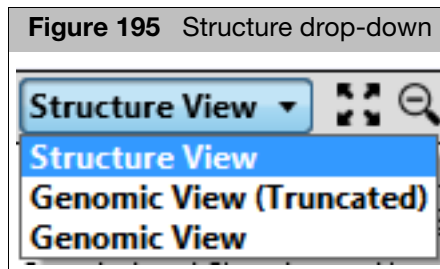 Figure 195 Structure drop-down
Structure View
Structure View
Genomic View (Truncated)
Genomic View